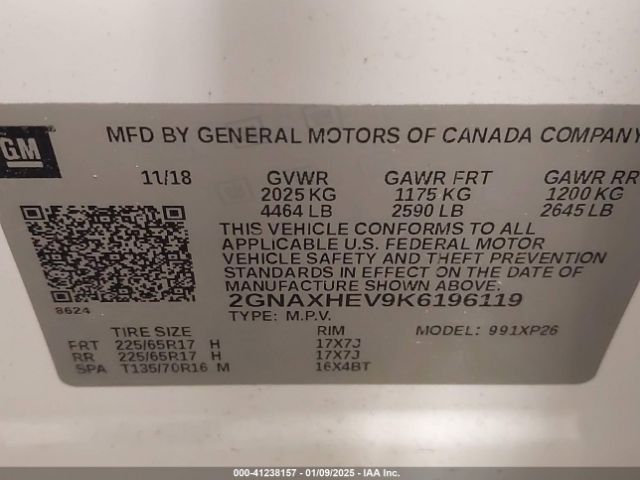 GM
MFD BY GENERAL MOTORS OF CANADA COMPANY
11/18 GVWR GAWR FRT GAWR RR
2025 KG 1175 KG 1200 KG
4464 LB 2590 LB 2645 LB
THIS VEHICLE CONFORMS TO ALL
APPLICABLE U.S. FEDERAL MOTOR
VEHICLE SAFETY AND THEFT PREVENTION
STANDARDS IN EFFECT ON THE DATE OF
MANUFACTURE SHOWN ABOVE.
2GNAXHEV9K6196119
8624
TYPE: M.P.V. MODEL: 991XP26
TIRE SIZE RIM
FRT 225/65R17 H 17X7J
RR 225/65R17 H 17X7J
SPA T135/70R16 M 16X4BT
000-41238157 - 01/09/2025 - IAA, Inc.